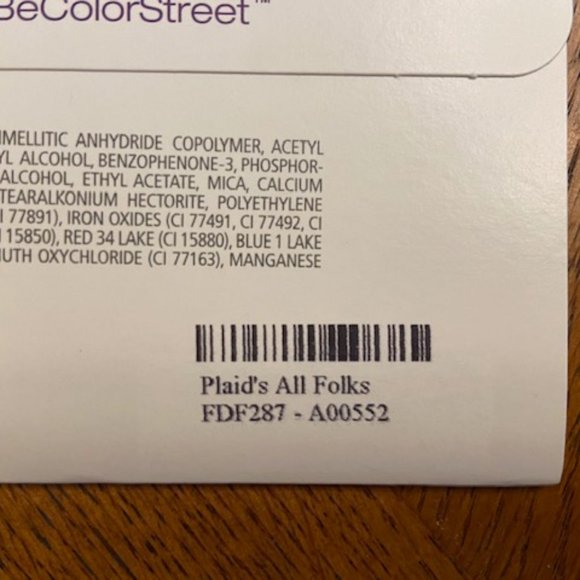 BeColorStreet™
IMELLITIC ANHYDRIDE COPOLYMER, ACETYL
YL ALCOHOL, BENZOPHENONE-3, PHOSPHOR-
ALCOHOL, ETHYL ACETATE, MICA, CALCIUM
TEARALKONIUM HECTORITE, POLYETHYLENE
I 77891), IRON OXIDES (CI 77491, CI 77492, CI
I 15850), RED 34 LAKE (CI 15880), BLUE 1 LAKE
UTH OXYCHLORIDE (CI 77163), MANGANESE
Plaid's All Folks
FDF287 - A00552